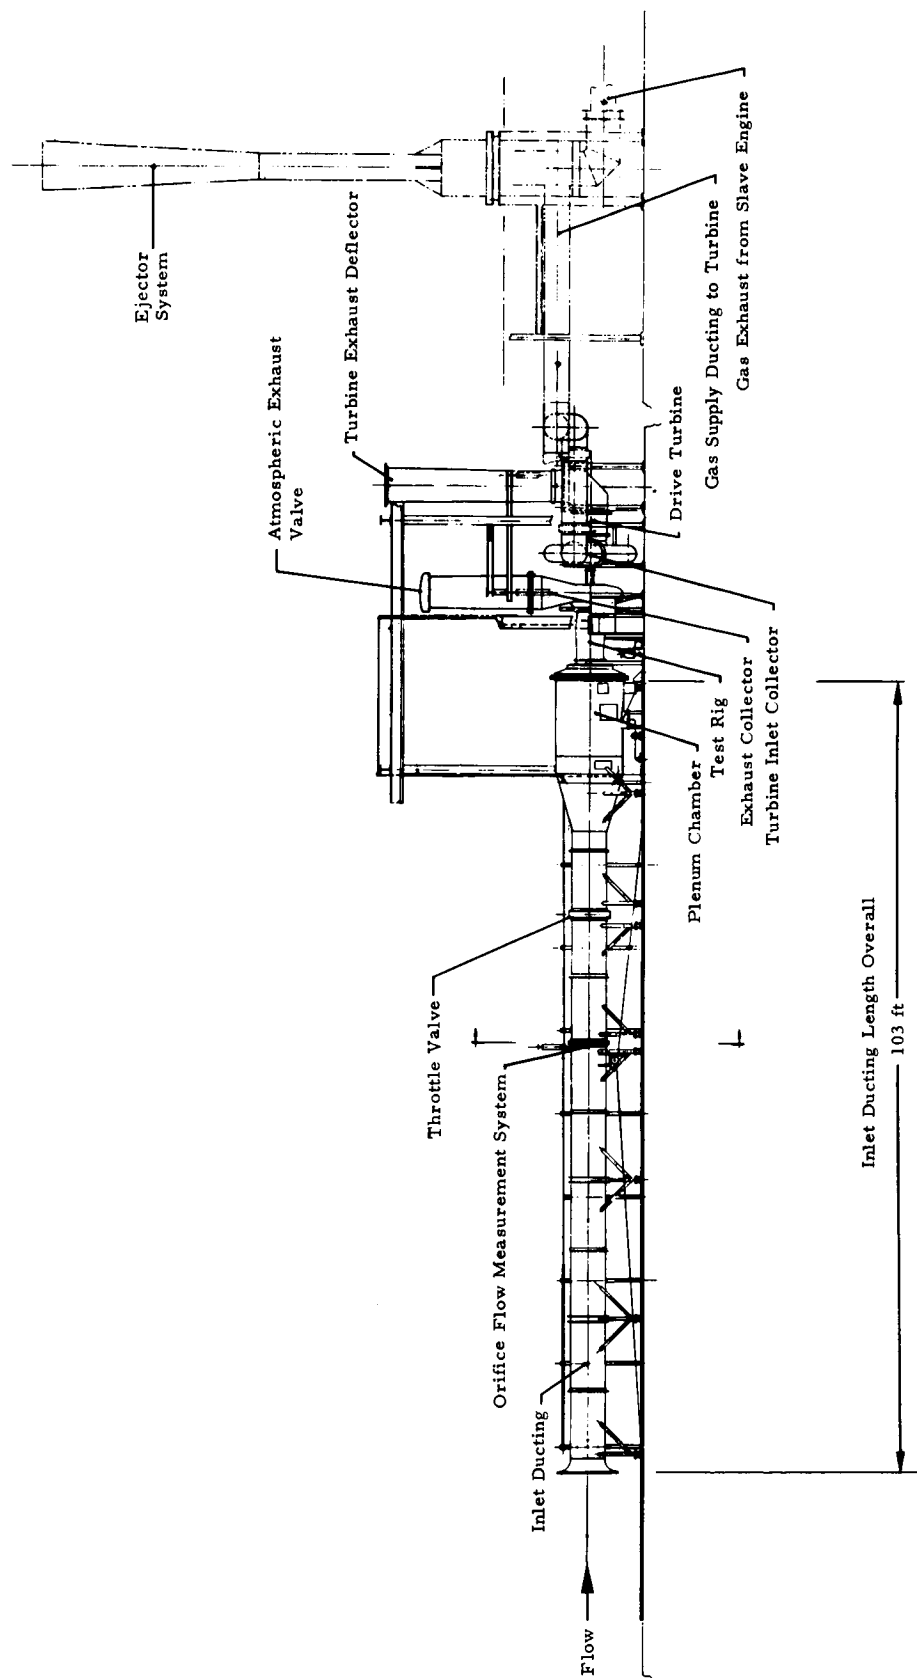 Ejector
System
Atmospheric Exhaust
Valve
Turbine Exhaust Deflector
Throttle Valve
Orifice Flow Measurement System
Inlet Ducting
Flow
Plenum Chamber
Test Rig
Exhaust Collector
Turbine Inlet Collector
Drive Turbine
Gas Supply Ducting to Turbine
Gas Exhaust from Slave Engine
Inlet Ducting Length Overall
103 ft